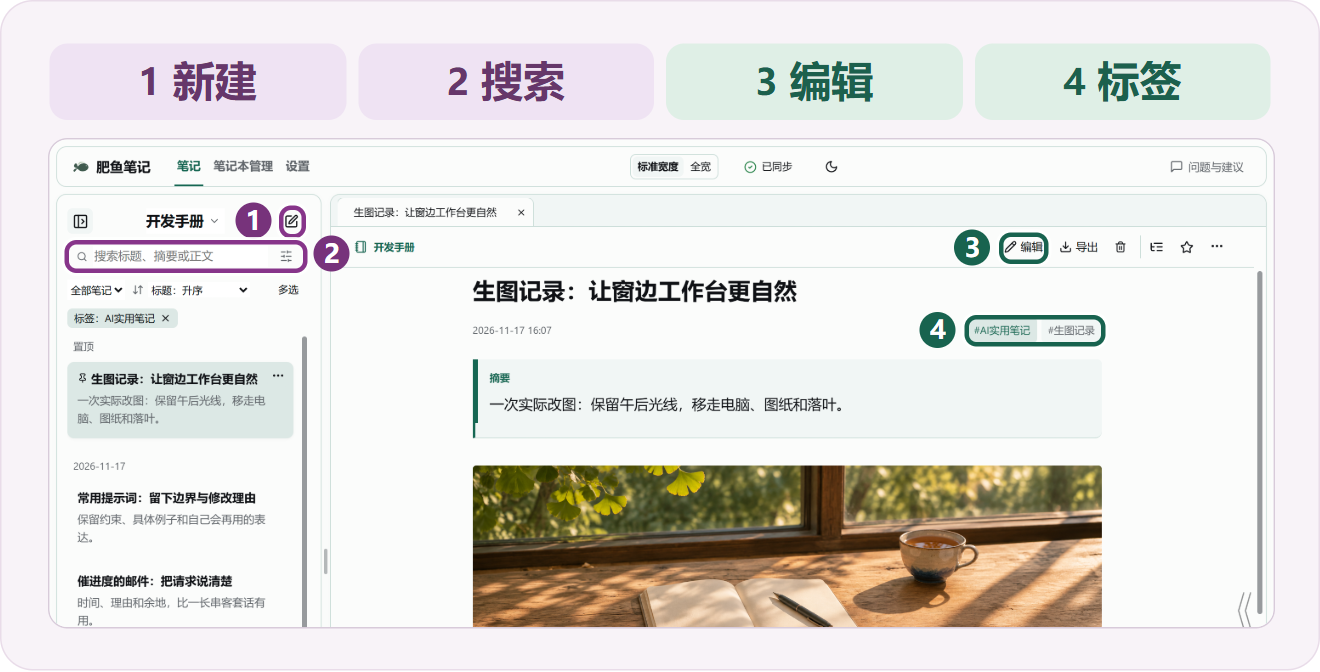 1 新建
2 搜索
3 编辑
4 标签
肥鱼笔记
笔记
笔记本管理
设置
标准宽度
全宽
已同步
问题与建议
开发手册
1
搜索标题、摘要或正文
2
全部笔记
标题：升序
多选
标签：AI实用笔记 ×
置顶
生图记录：让窗边工作台更自然 ···
一次实际改图：保留午后光线，移走电
脑、图纸和落叶。
2026-11-17
常用提示词：留下边界与修改理由
保留约束、具体例子和自己会再用的表
达。
催进度的邮件：把请求说清楚
时间、理由和余地，比一长串客套话有
用。
生图记录：让窗边工作台更自然 ×
开发手册
3
编辑
导出
···
生图记录：让窗边工作台更自然
2026-11-17 16:07
4
#AI实用笔记
#生图记录
摘要
一次实际改图：保留午后光线，移走电脑、图纸和落叶。